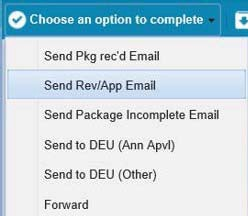 Choose an option to complete
Send Pkg rec'd Email
Send Rev/App Email
Send Package Incomplete Email
Send to DEU (Ann Apvl)
Send to DEU (Other)
Forward